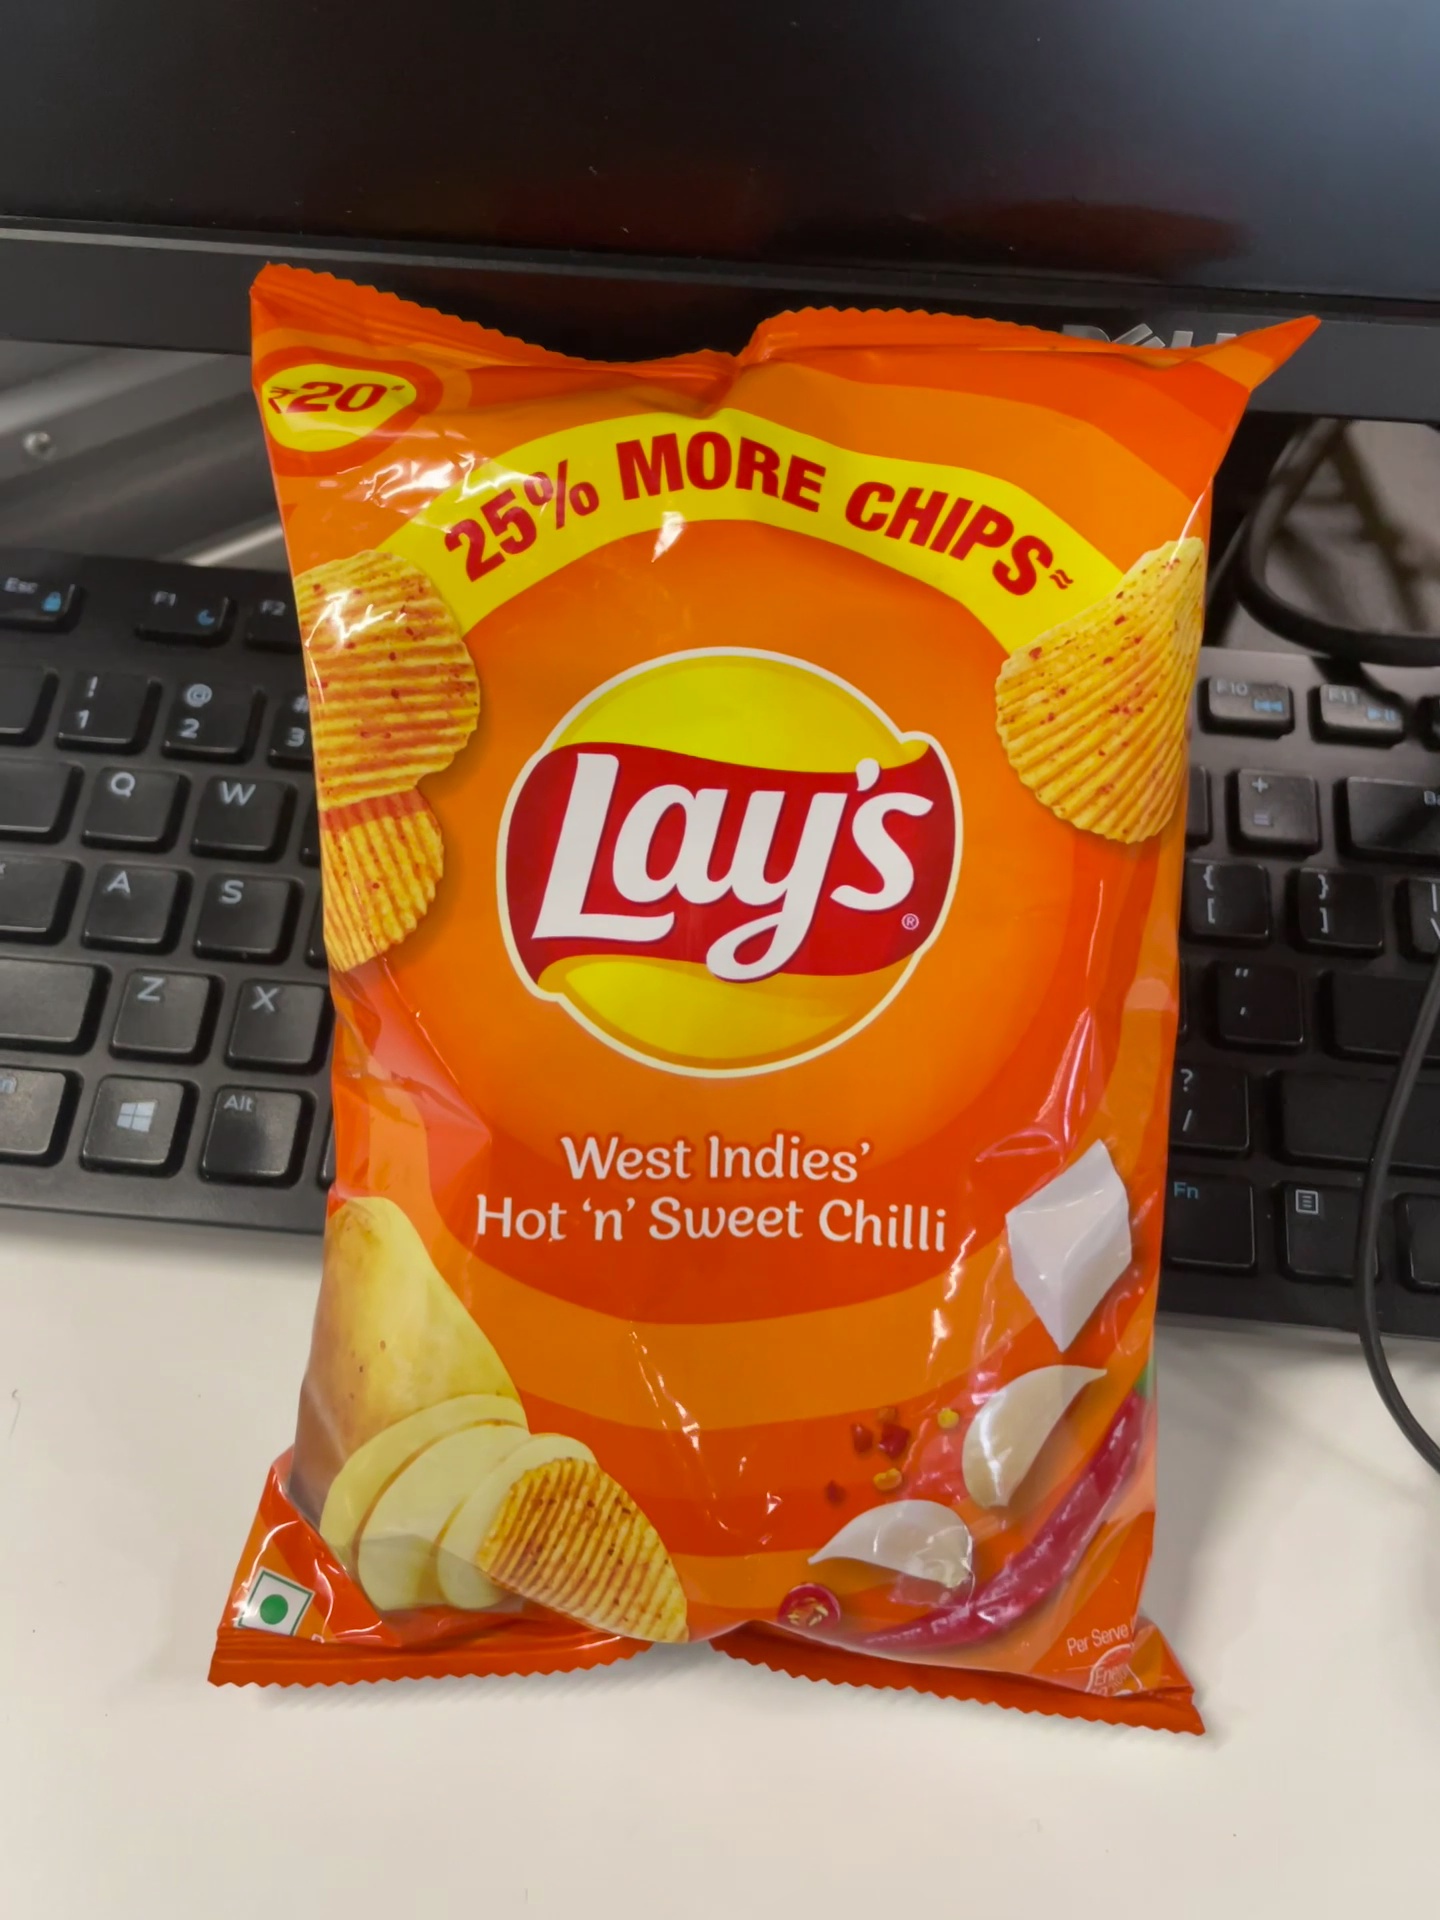 ₹20*
25% MORE CHIPS≈
Lay's®
West Indies'
Hot 'n' Sweet Chilli
Per Serve
Esc
F1
F2
F10
F11
!
1
@
2
#
3
+
=
Q
W
{
[
}
]
A
S
"
'
Z
X
?
/
Alt
Fn